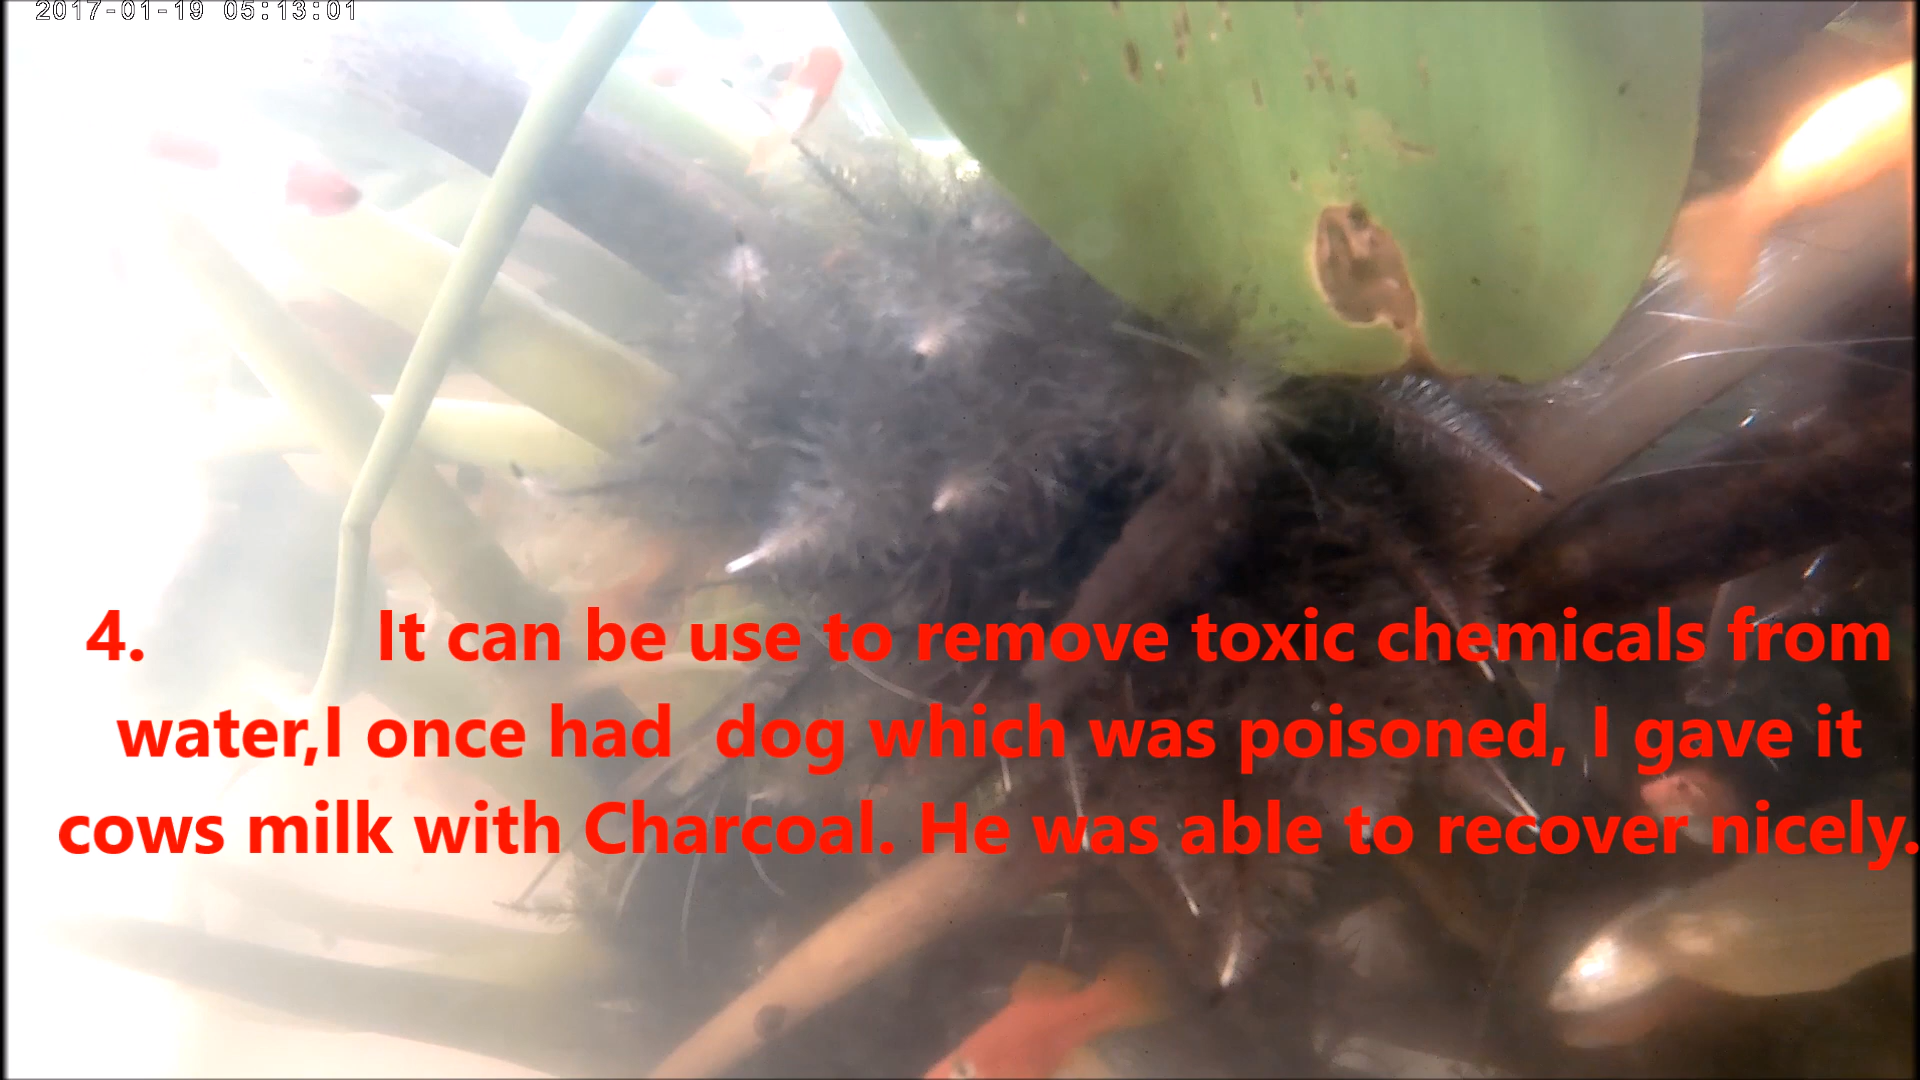 2017-01-19 05:13:01
4. It can be use to remove toxic chemicals from
water,I once had dog which was poisoned, I gave it
cows milk with Charcoal. He was able to recover nicely.